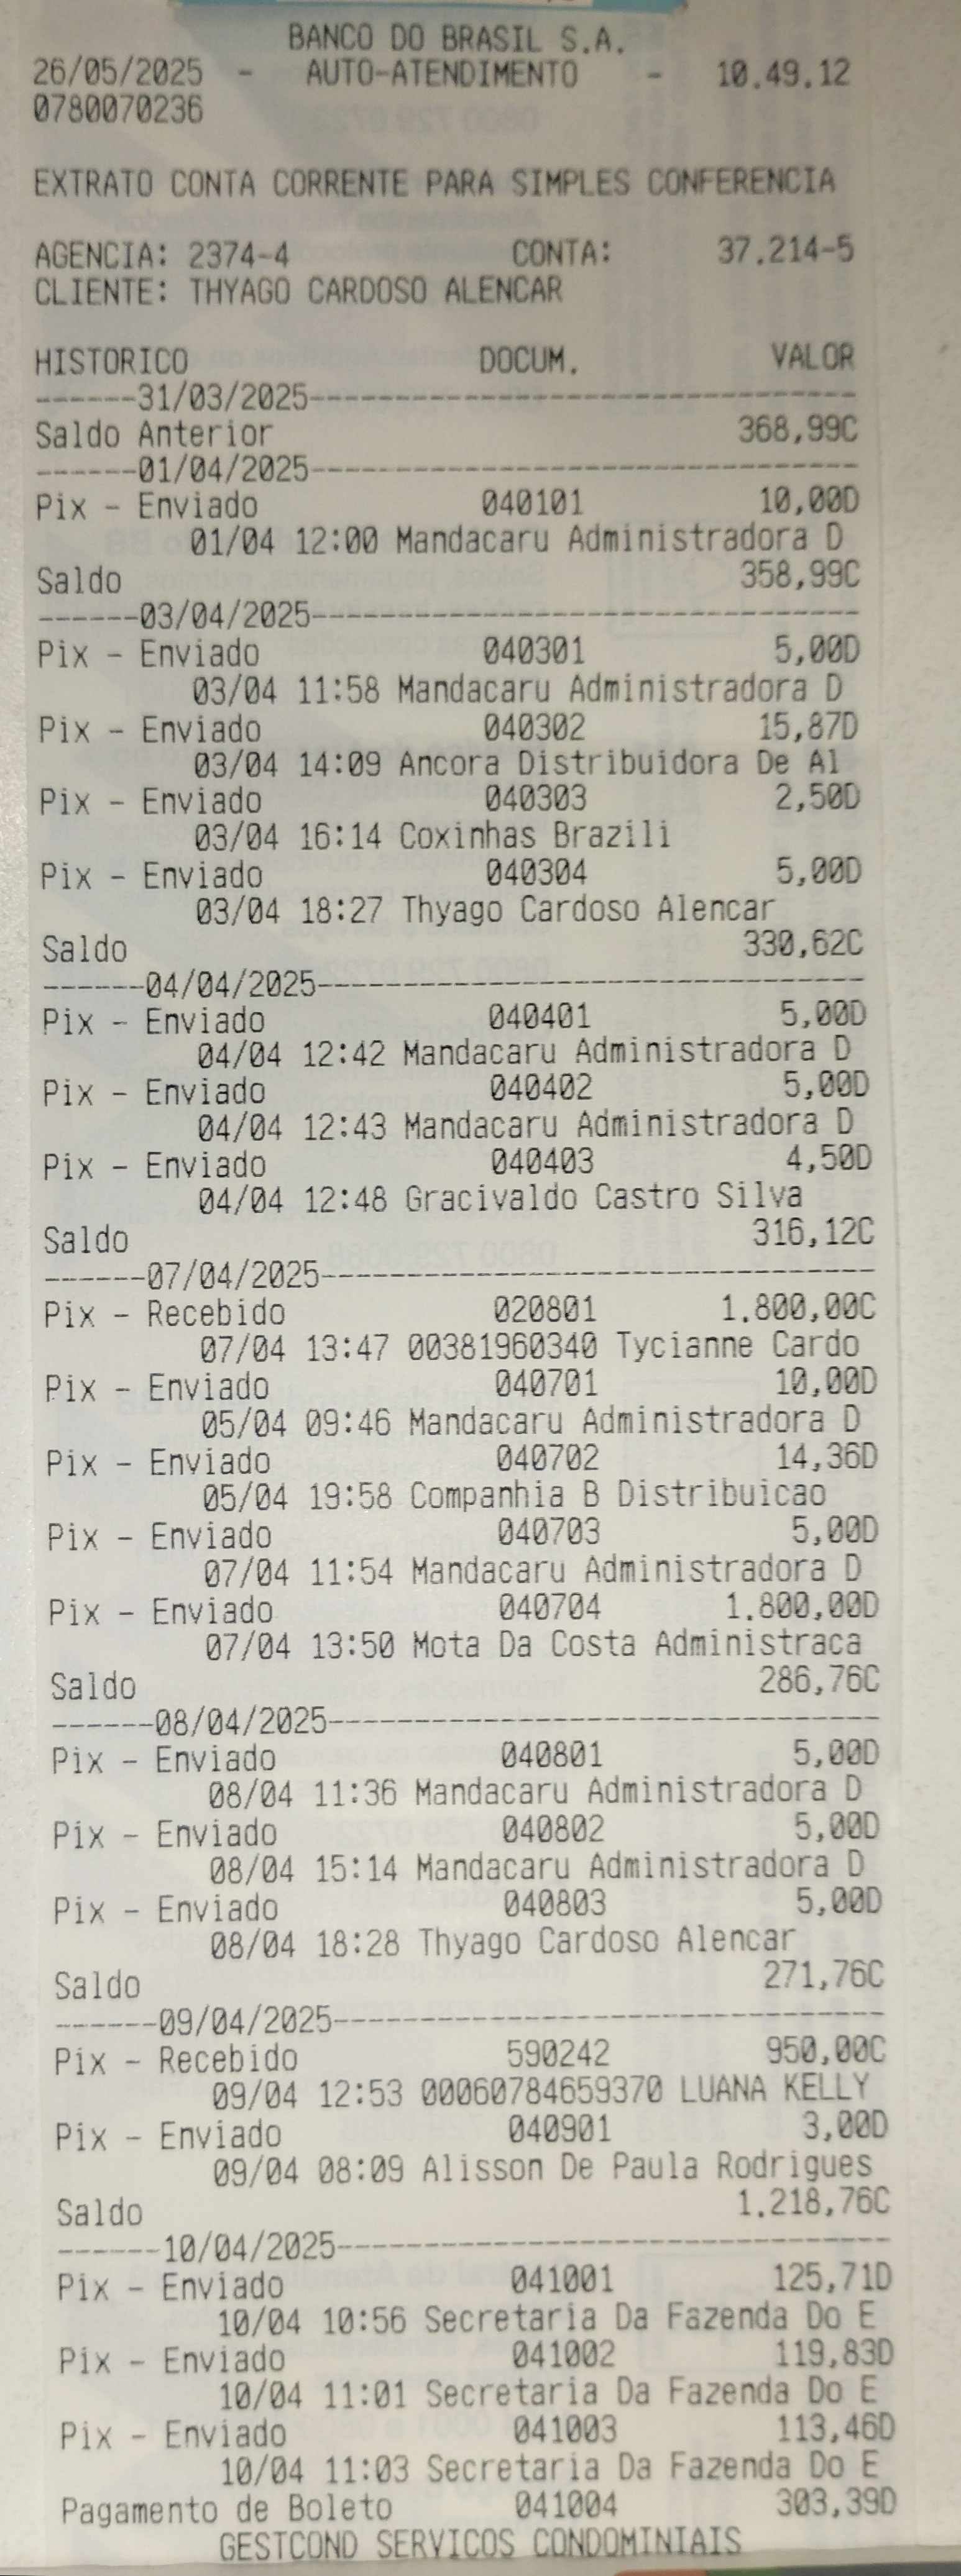 BANCO DO BRASIL S.A.
26/05/2025 - AUTO-ATENDIMENTO - 10.49.12
0780070236
EXTRATO CONTA CORRENTE PARA SIMPLES CONFERENCIA
AGENCIA: 2374-4 CONTA: 37.214-5
CLIENTE: THYAGO CARDOSO ALENCAR
HISTORICO DOCUM. VALOR
------31/03/2025--------------------------------
Saldo Anterior 368,99C
------01/04/2025--------------------------------
Pix - Enviado 040101 10,00D
01/04 12:00 Mandacaru Administradora D
Saldo 358,99C
------03/04/2025--------------------------------
Pix - Enviado 040301 5,00D
03/04 11:58 Mandacaru Administradora D
Pix - Enviado 040302 15,87D
03/04 14:09 Ancora Distribuidora De Al
Pix - Enviado 040303 2,50D
03/04 16:14 Coxinhas Brazili
Pix - Enviado 040304 5,00D
03/04 18:27 Thyago Cardoso Alencar
Saldo 330,62C
------04/04/2025--------------------------------
Pix - Enviado 040401 5,00D
04/04 12:42 Mandacaru Administradora D
Pix - Enviado 040402 5,00D
04/04 12:43 Mandacaru Administradora D
Pix - Enviado 040403 4,50D
04/04 12:48 Gracivaldo Castro Silva
Saldo 316,12C
------07/04/2025--------------------------------
Pix - Recebido 020801 1.800,00C
07/04 13:47 00381960340 Tycianne Cardo
Pix - Enviado 040701 10,00D
05/04 09:46 Mandacaru Administradora D
Pix - Enviado 040702 14,36D
05/04 19:58 Companhia B Distribuicao
Pix - Enviado 040703 5,00D
07/04 11:54 Mandacaru Administradora D
Pix - Enviado 040704 1.800,00D
07/04 13:50 Mota Da Costa Administraca
Saldo 286,76C
------08/04/2025--------------------------------
Pix - Enviado 040801 5,00D
08/04 11:36 Mandacaru Administradora D
Pix - Enviado 040802 5,00D
08/04 15:14 Mandacaru Administradora D
Pix - Enviado 040803 5,00D
08/04 18:28 Thyago Cardoso Alencar
Saldo 271,76C
------09/04/2025--------------------------------
Pix - Recebido 590242 950,00C
09/04 12:53 00060784659370 LUANA KELLY
Pix - Enviado 040901 3,00D
09/04 08:09 Alisson De Paula Rodrigues
Saldo 1.218,76C
------10/04/2025--------------------------------
Pix - Enviado 041001 125,71D
10/04 10:56 Secretaria Da Fazenda Do E
Pix - Enviado 041002 119,83D
10/04 11:01 Secretaria Da Fazenda Do E
Pix - Enviado 041003 113,46D
10/04 11:03 Secretaria Da Fazenda Do E
Pagamento de Boleto 041004 303,39D
GESTCOND SERVICOS CONDOMINIAIS